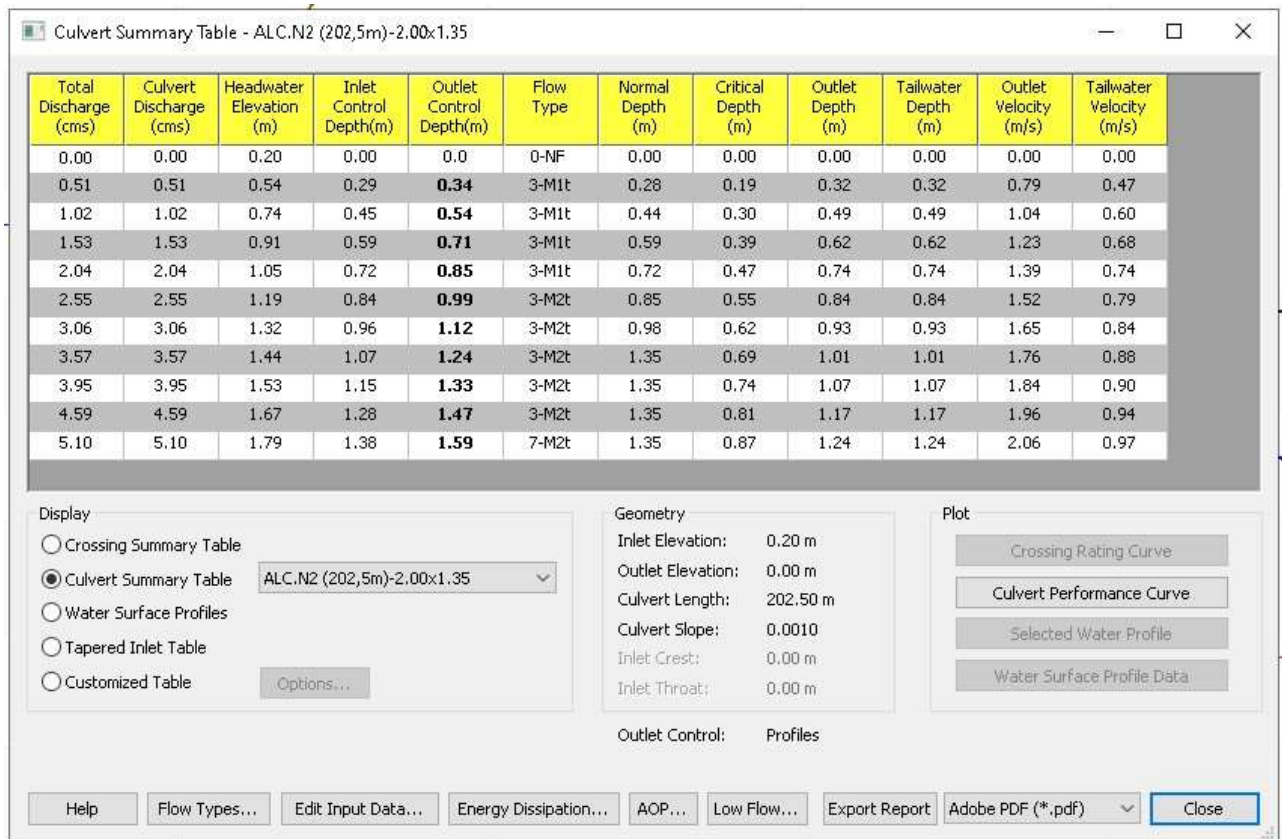 Culvert Summary Table - ALC.N2 (202,5m)-2.00x1.35
Total Discharge (cms) Culvert Discharge (cms) Headwater Elevation (m) Inlet Control Depth(m) Outlet Control Depth(m) Flow Type Normal Depth (m) Critical Depth (m) Outlet Depth (m) Tailwater Depth (m) Outlet Velocity (m/s) Tailwater Velocity (m/s)
0.00 0.00 0.20 0.00 0.0 0-NF 0.00 0.00 0.00 0.00 0.00 0.00
0.51 0.51 0.54 0.29 0.34 3-M1t 0.28 0.19 0.32 0.32 0.79 0.47
1.02 1.02 0.74 0.45 0.54 3-M1t 0.44 0.30 0.49 0.49 1.04 0.60
1.53 1.53 0.91 0.59 0.71 3-M1t 0.59 0.39 0.62 0.62 1.23 0.68
2.04 2.04 1.05 0.72 0.85 3-M1t 0.72 0.47 0.74 0.74 1.39 0.74
2.55 2.55 1.19 0.84 0.99 3-M2t 0.85 0.55 0.84 0.84 1.52 0.79
3.06 3.06 1.32 0.96 1.12 3-M2t 0.98 0.62 0.93 0.93 1.65 0.84
3.57 3.57 1.44 1.07 1.24 3-M2t 1.35 0.69 1.01 1.01 1.76 0.88
3.95 3.95 1.53 1.15 1.33 3-M2t 1.35 0.74 1.07 1.07 1.84 0.90
4.59 4.59 1.67 1.28 1.47 3-M2t 1.35 0.81 1.17 1.17 1.96 0.94
5.10 5.10 1.79 1.38 1.59 7-M2t 1.35 0.87 1.24 1.24 2.06 0.97
Display
Crossing Summary Table
Culvert Summary Table ALC.N2 (202,5m)-2.00x1.35
Water Surface Profiles
Tapered Inlet Table
Customized Table Options...
Geometry
Inlet Elevation: 0.20 m
Outlet Elevation: 0.00 m
Culvert Length: 202.50 m
Culvert Slope: 0.0010
Inlet Crest: 0.00 m
Inlet Throat: 0.00 m
Outlet Control: Profiles
Plot
Crossing Rating Curve
Culvert Performance Curve
Selected Water Profile
Water Surface Profile Data
Help Flow Types... Edit Input Data... Energy Dissipation... AOP... Low Flow... Export Report Adobe PDF (*.pdf) Close